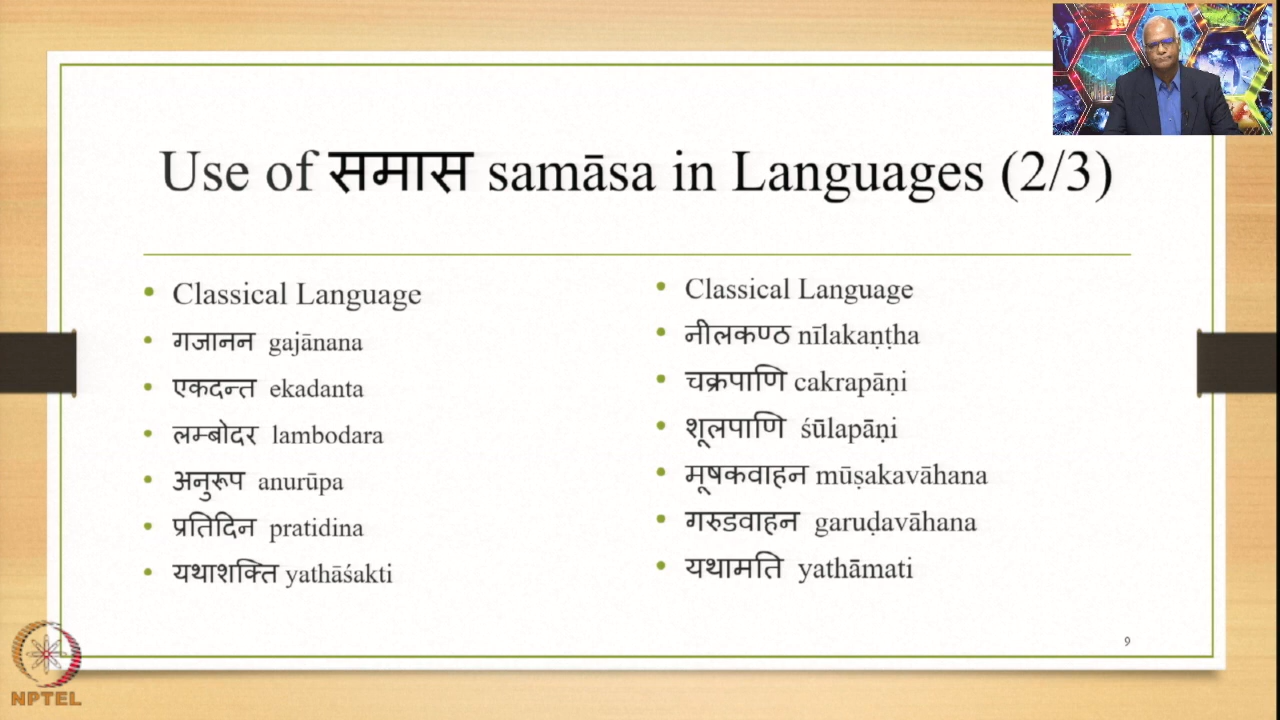 Use of समास samāsa in Languages (2/3)
Classical Language
गजानन gajānana
एकदन्त ekadanta
लम्बोदर lambodara
अनुरूप anurūpa
प्रतिदिन pratidina
यथाशक्ति yathāśakti
Classical Language
नीलकण्ठ nīlakaṇṭha
चक्रपाणि cakrapāṇi
शूलपाणि śūlapāṇi
मूषकवाहन mūṣakavāhana
गरुडवाहन garuḍavāhana
यथामति yathāmati
9
NPTEL